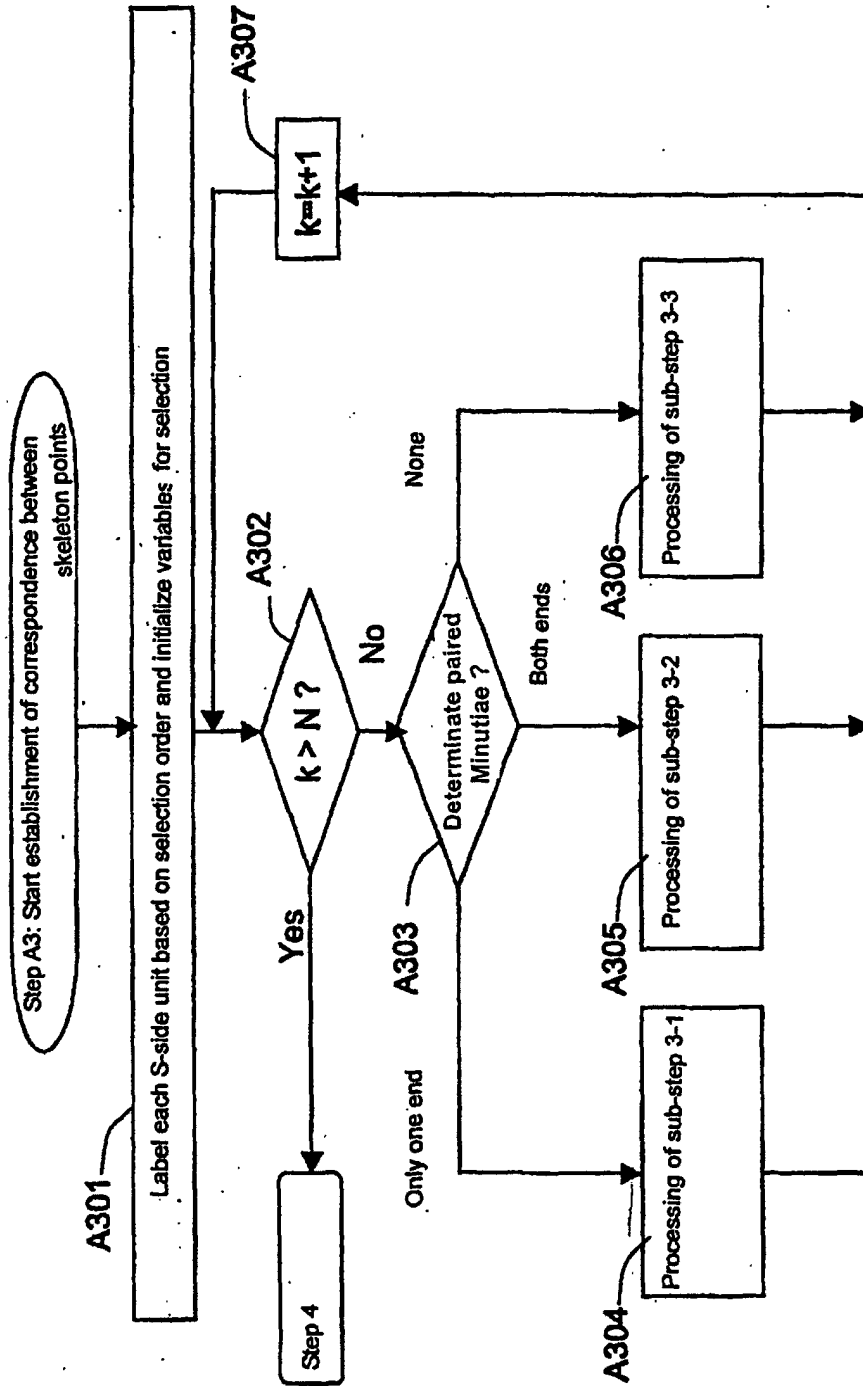 Step A3: Start establishment of correspondence between
skeleton points
A301
Label each S-side unit based on selection order and initialize variables for selection
A307
k=k+1
A302
k > N ?
Yes
No
Step 4
A303
Determinate paired
Minutiae ?
Only one end
Both ends
None
A304
Processing of sub-step 3-1
A305
Processing of sub-step 3-2
A306
Processing of sub-step 3-3